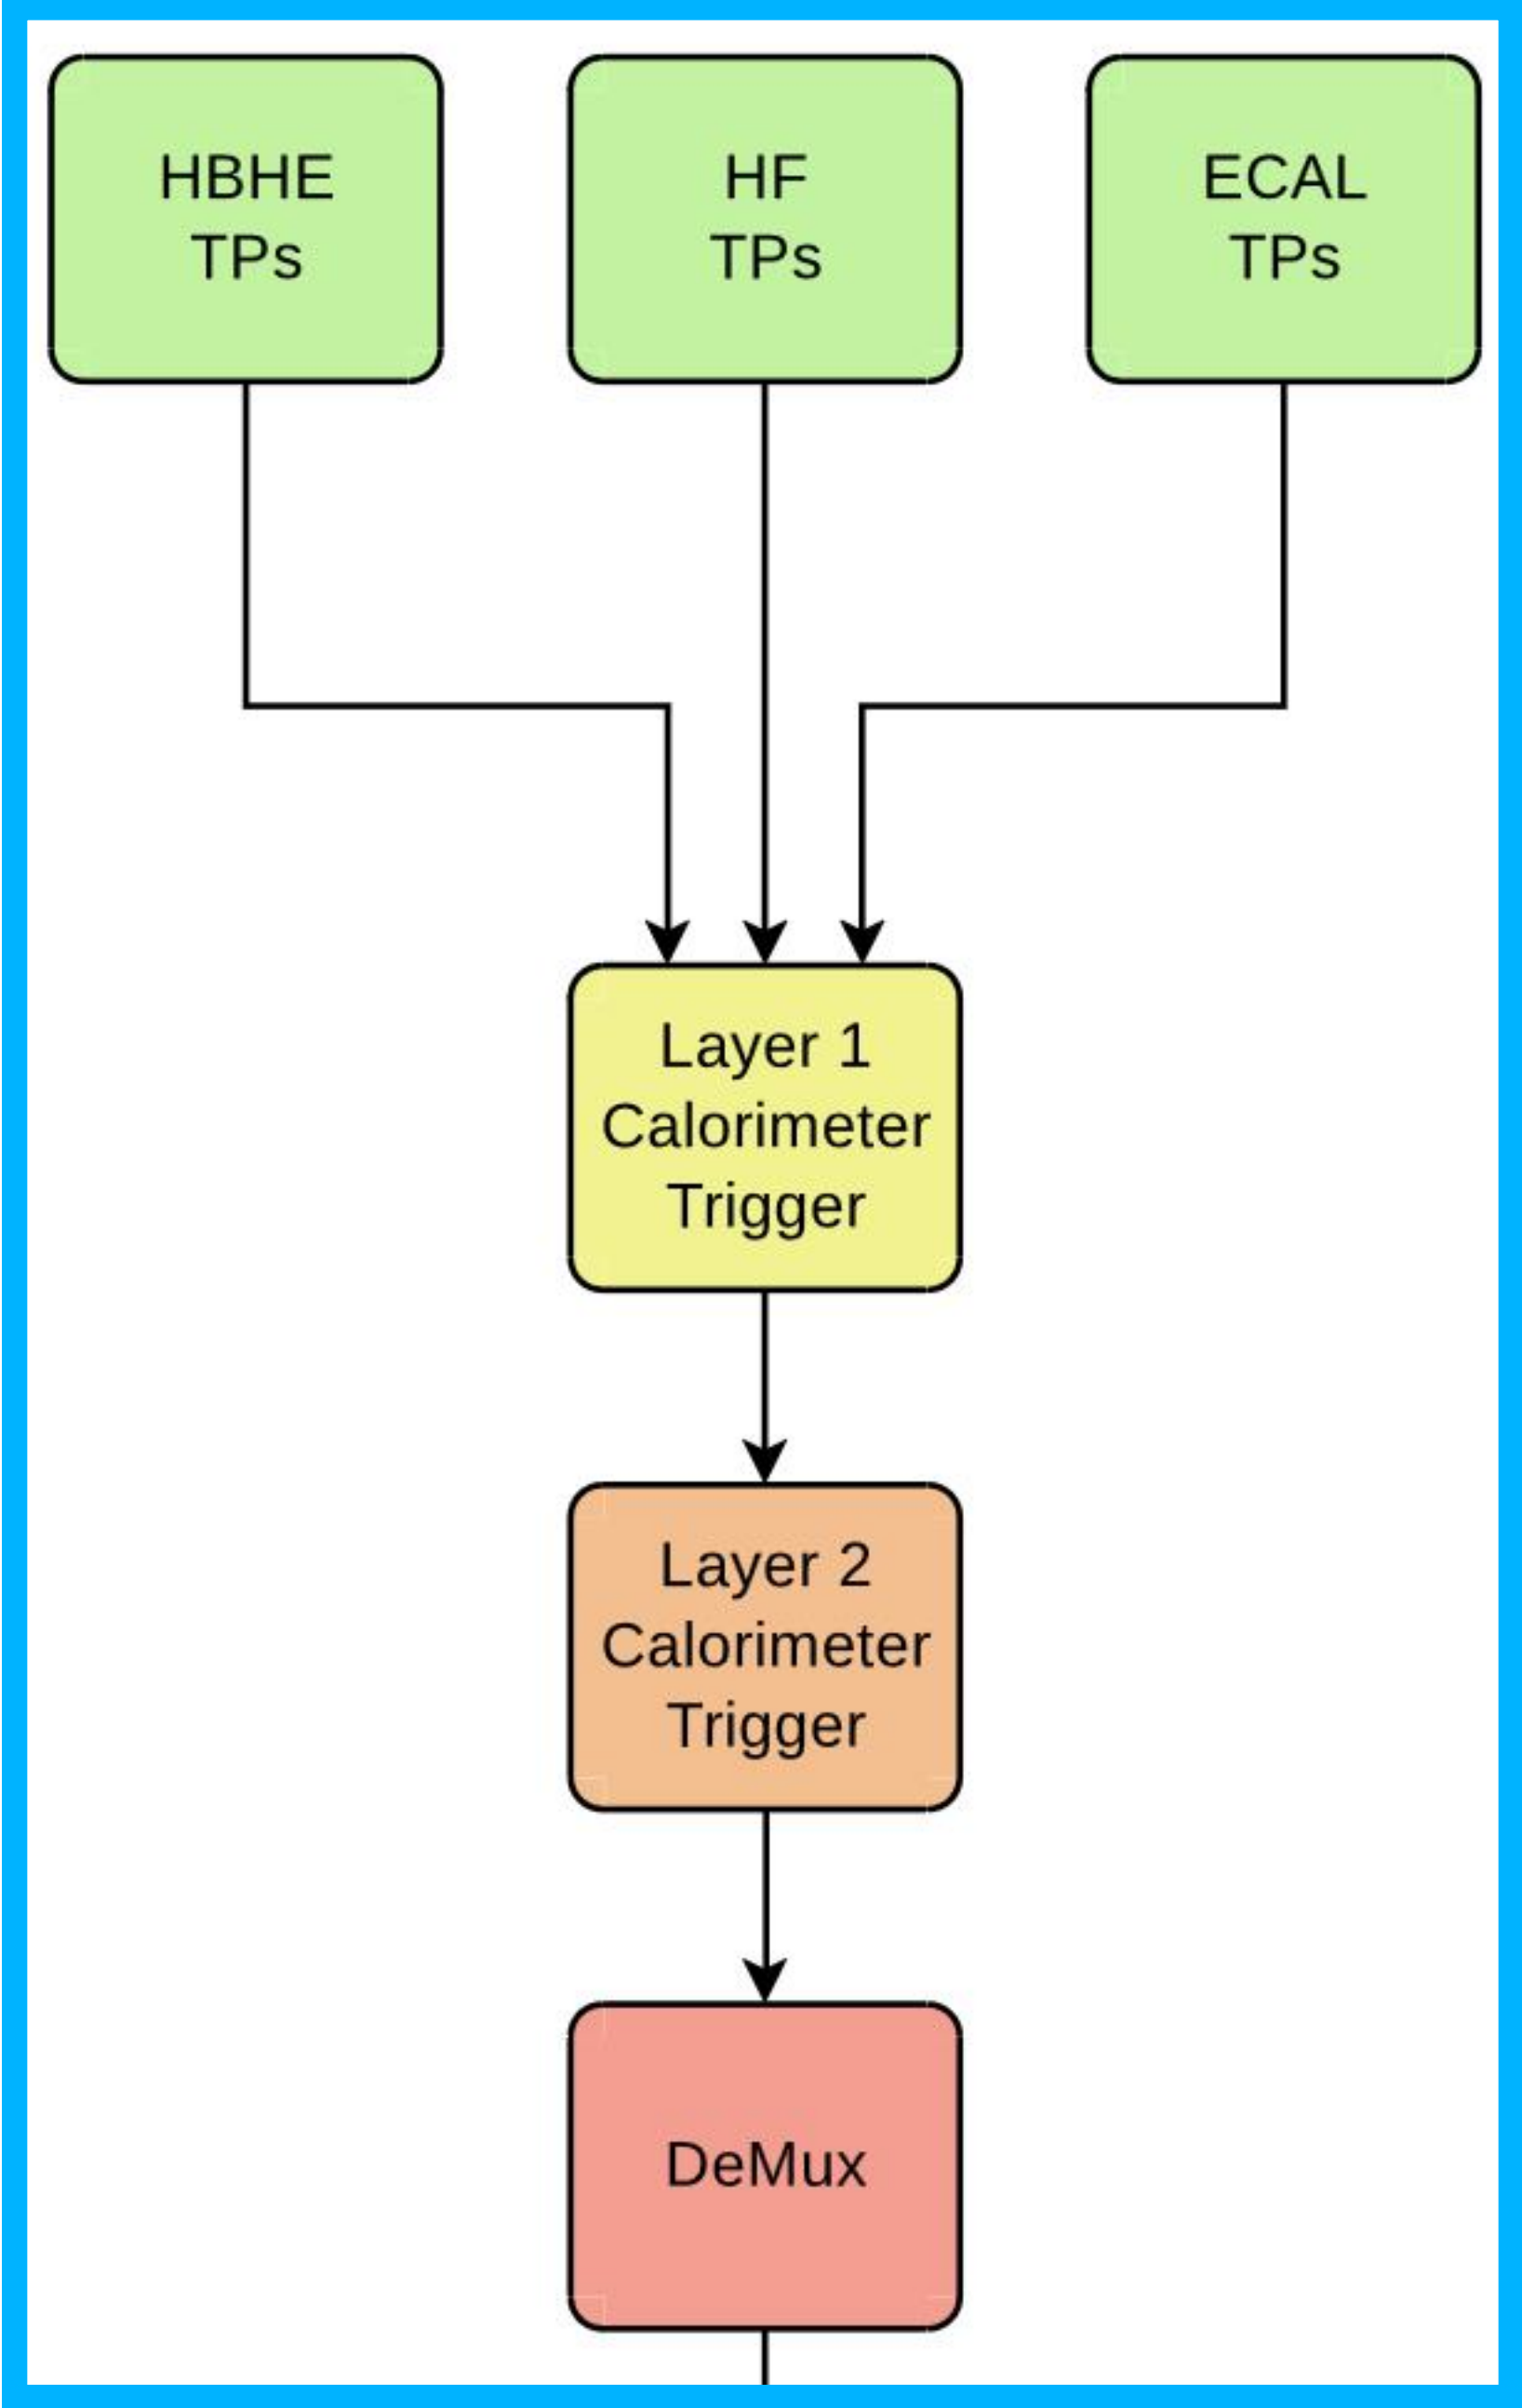 HBHE
TPs
HF
TPs
ECAL
TPs
Layer 1
Calorimeter
Trigger
Layer 2
Calorimeter
Trigger
DeMux